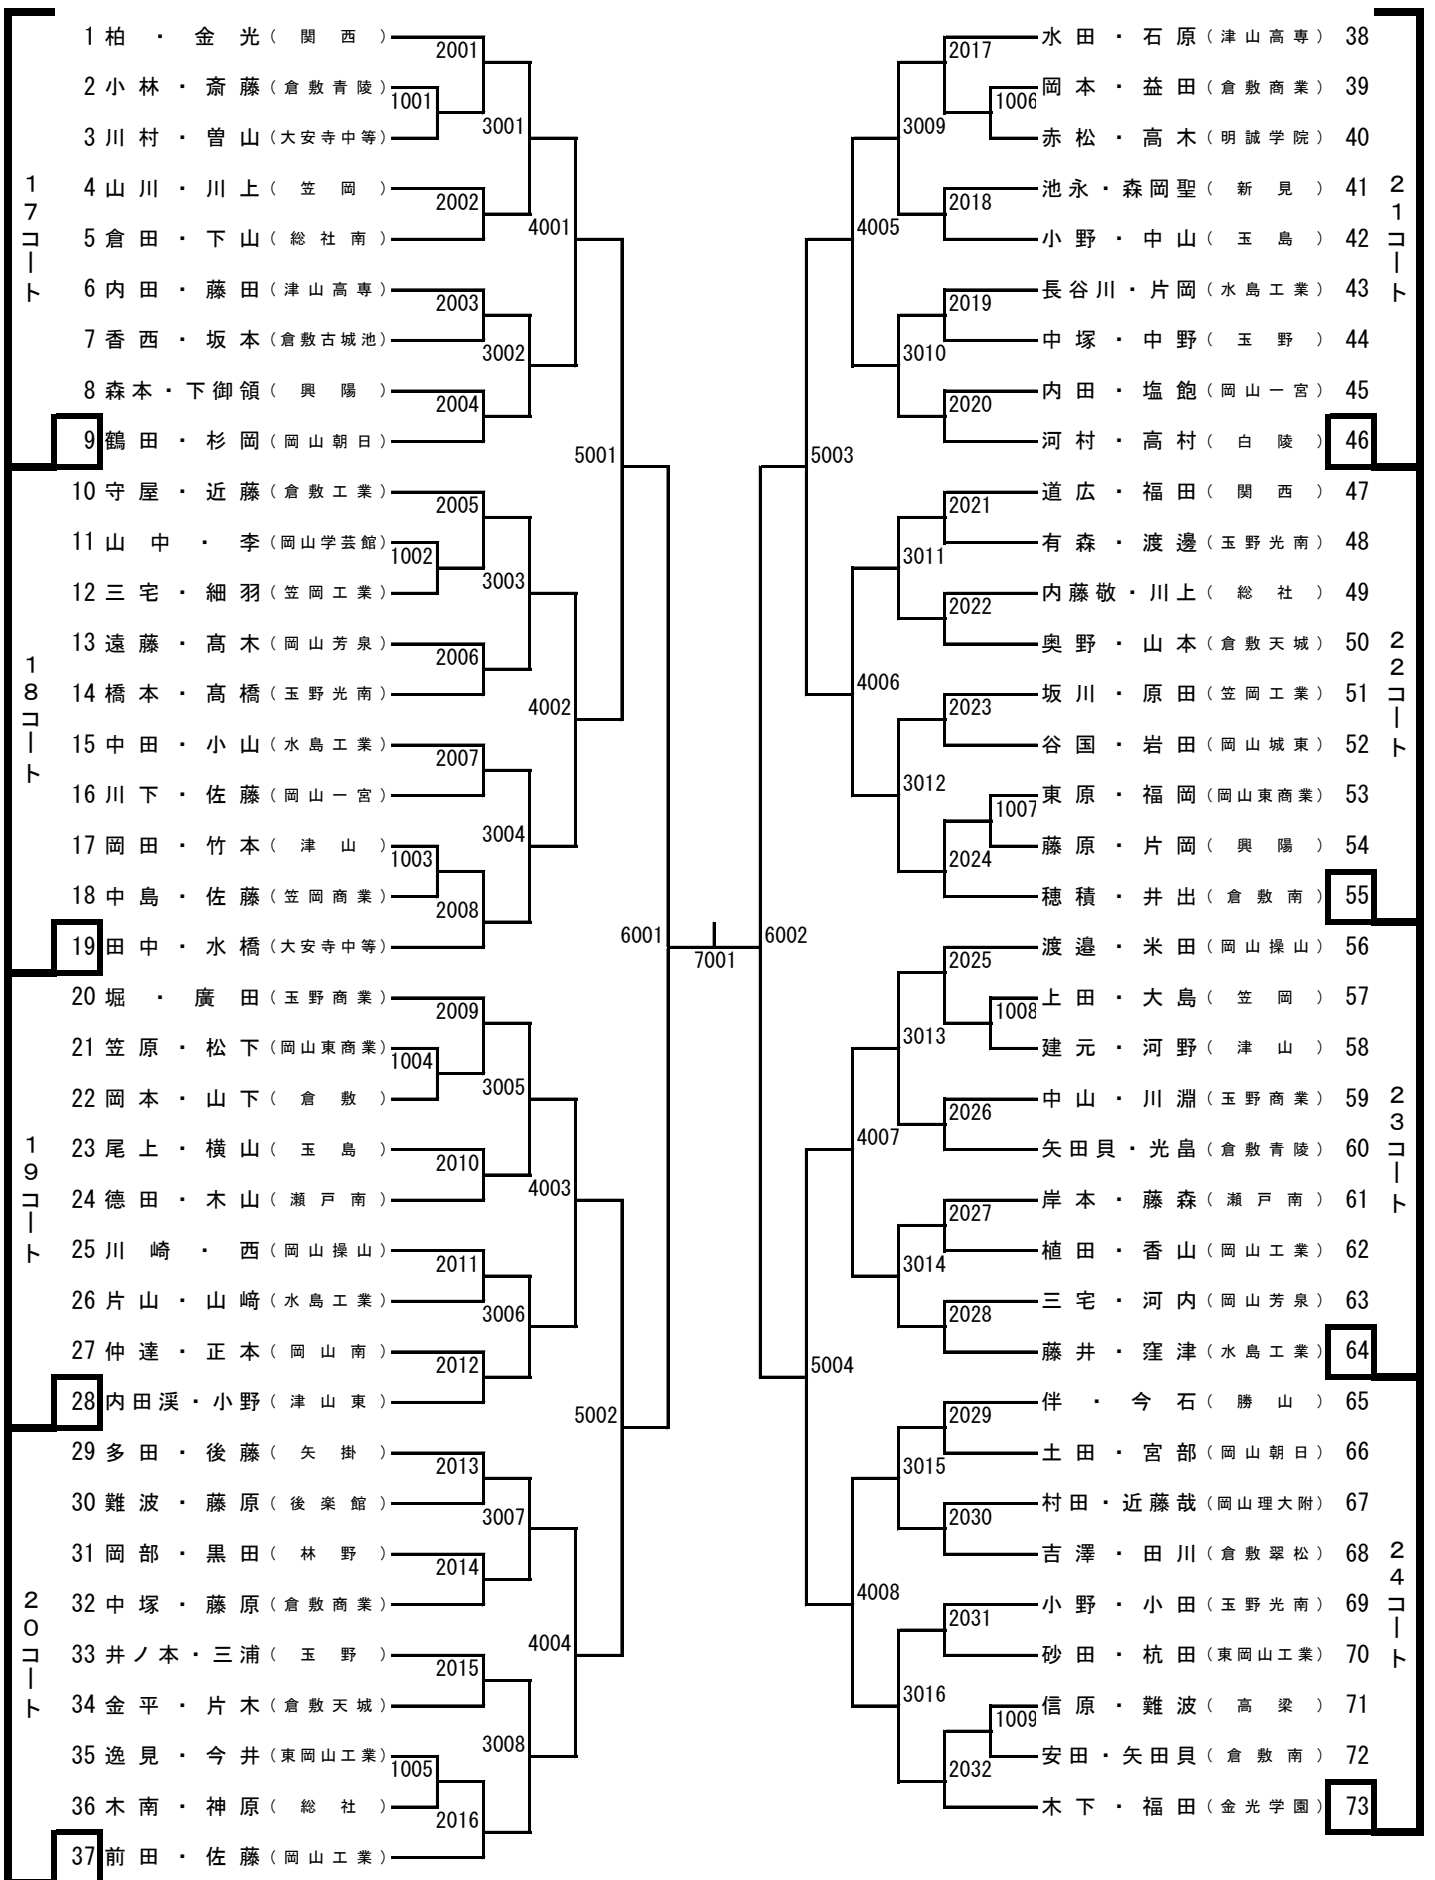 17コート
1 柏・金光（関西）
2 小林・斎藤（倉敷青陵）
3 川村・曽山（大安寺中等）
4 山川・川上（笠岡）
5 倉田・下山（総社南）
6 内田・藤田（津山高専）
7 香西・坂本（倉敷古城池）
8 森本・下御領（興陽）
9 鶴田・杉岡（岡山朝日）
18コート
10 守屋・近藤（倉敷工業）
11 山中・李（岡山学芸館）
12 三宅・細羽（笠岡工業）
13 遠藤・髙木（岡山芳泉）
14 橋本・髙橋（玉野光南）
15 中田・小山（水島工業）
16 川下・佐藤（岡山一宮）
17 岡田・竹本（津山）
18 中島・佐藤（笠岡商業）
19 田中・水橋（大安寺中等）
19コート
20 堀・廣田（玉野商業）
21 笠原・松下（岡山東商業）
22 岡本・山下（倉敷）
23 尾上・横山（玉島）
24 德田・木山（瀬戸南）
25 川崎・西（岡山操山）
26 片山・山﨑（水島工業）
27 仲達・正本（岡山南）
28 内田渓・小野（津山東）
20コート
29 多田・後藤（矢掛）
30 難波・藤原（後楽館）
31 岡部・黒田（林野）
32 中塚・藤原（倉敷商業）
33 井ノ本・三浦（玉野）
34 金平・片木（倉敷天城）
35 逸見・今井（東岡山工業）
36 木南・神原（総社）
37 前田・佐藤（岡山工業）
1001
1002
1003
1004
1005
2001
2002
2003
2004
2005
2006
2007
2008
2009
2010
2011
2012
2013
2014
2015
2016
3001
3002
3003
3004
3005
3006
3007
3008
4001
4002
4003
4004
5001
5002
6001
7001
6002
5003
5004
4005
4006
4007
4008
3009
3010
3011
3012
3013
3014
3015
3016
2017
2018
2019
2020
2021
2022
2023
2024
2025
2026
2027
2028
2029
2030
2031
2032
1006
1007
1008
1009
21コート
水田・石原（津山高専） 38
岡本・益田（倉敷商業） 39
赤松・高木（明誠学院） 40
池永・森岡聖（新見） 41
小野・中山（玉島） 42
長谷川・片岡（水島工業） 43
中塚・中野（玉野） 44
内田・塩飽（岡山一宮） 45
河村・高村（白陵） 46
22コート
道広・福田（関西） 47
有森・渡邊（玉野光南） 48
内藤敬・川上（総社） 49
奥野・山本（倉敷天城） 50
坂川・原田（笠岡工業） 51
谷国・岩田（岡山城東） 52
東原・福岡（岡山東商業） 53
藤原・片岡（興陽） 54
穂積・井出（倉敷南） 55
23コート
渡邉・米田（岡山操山） 56
上田・大島（笠岡） 57
建元・河野（津山） 58
中山・川淵（玉野商業） 59
矢田貝・光畠（倉敷青陵） 60
岸本・藤森（瀬戸南） 61
植田・香山（岡山工業） 62
三宅・河内（岡山芳泉） 63
藤井・窪津（水島工業） 64
24コート
伴・今石（勝山） 65
土田・宮部（岡山朝日） 66
村田・近藤哉（岡山理大附） 67
吉澤・田川（倉敷翠松） 68
小野・小田（玉野光南） 69
砂田・杭田（東岡山工業） 70
信原・難波（高梁） 71
安田・矢田貝（倉敷南） 72
木下・福田（金光学園） 73